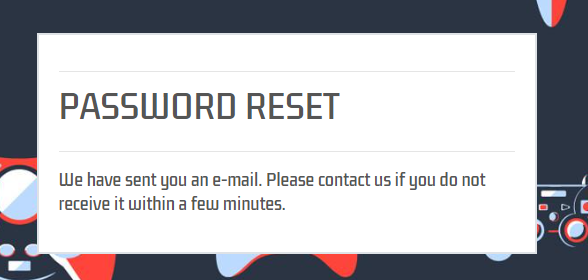 PASSWORD RESET
We have sent you an e-mail. Please contact us if you do not
receive it within a few minutes.